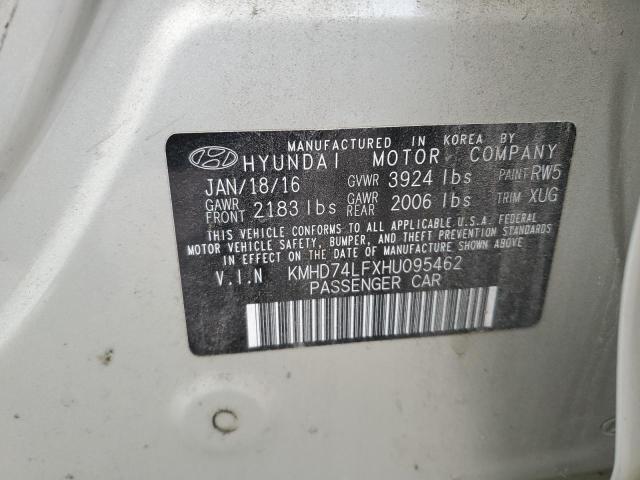 MANUFACTURED IN KOREA BY
HYUNDAI MOTOR COMPANY
JAN/18/16 GVWR 3924 lbs PAINT RW5
GAWR FRONT 2183 lbs GAWR REAR 2006 lbs TRIM XUG
THIS VEHICLE CONFORMS TO ALL APPLICABLE U.S. FEDERAL
MOTOR VEHICLE SAFETY, BUMPER, AND THEFT PREVENTION STANDARDS
IN EFFECT ON THE DATE OF MANUFACTURE SHOWN ABOVE.
V.I.N KMHD74LFXHU095462
PASSENGER CAR